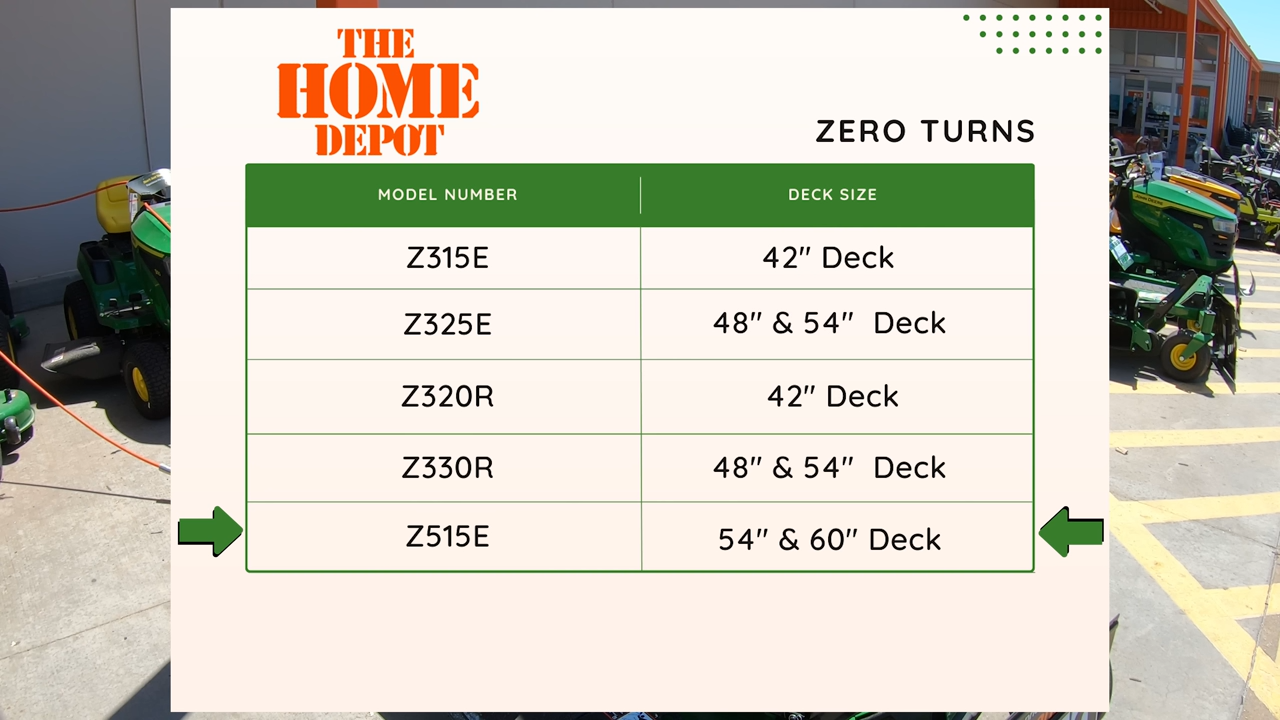 THE
HOME
DEPOT
ZERO TURNS
MODEL NUMBER DECK SIZE
Z315E 42" Deck
Z325E 48" & 54" Deck
Z320R 42" Deck
Z330R 48" & 54" Deck
Z515E 54" & 60" Deck